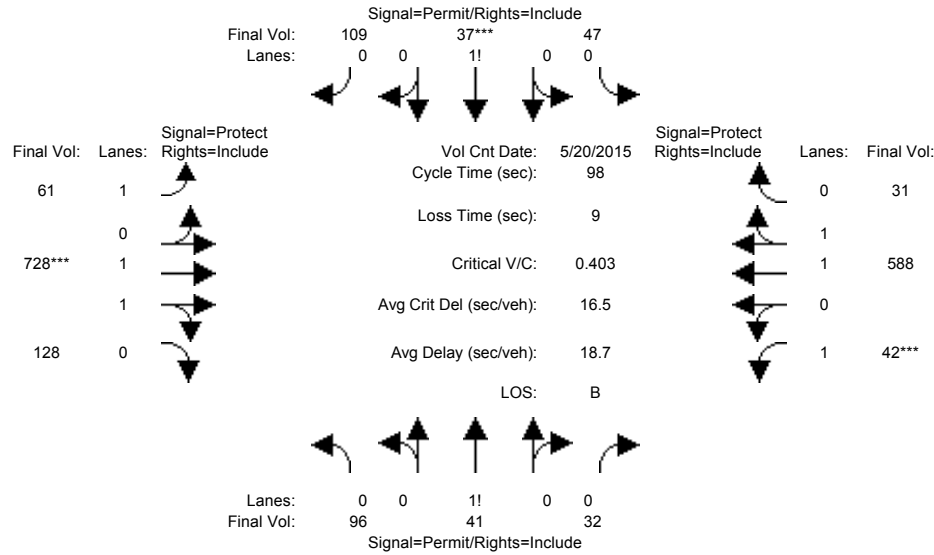 Signal=Permit/Rights=Include
Final Vol: 109 37*** 47
Lanes: 0 0 1! 0 0
Signal=Protect Signal=Protect
Final Vol: Lanes: Rights=Include Vol Cnt Date: 5/20/2015 Rights=Include Lanes: Final Vol:
Cycle Time (sec): 98
61 1 0 31
Loss Time (sec): 9
0 1
728*** 1 Critical V/C: 0.403 1 588
1 Avg Crit Del (sec/veh): 16.5 0
128 0 Avg Delay (sec/veh): 18.7 1 42***
LOS: B
Lanes: 0 0 1! 0 0
Final Vol: 96 41 32
Signal=Permit/Rights=Include